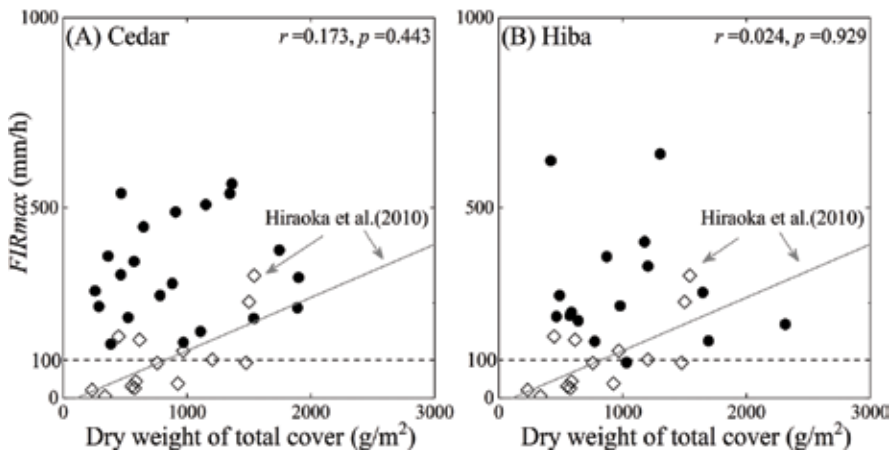 1000
(A) Cedar
r=0.173, p=0.443
(B) Hiba
r=0.024, p=0.929
FIRmax (mm/h)
500
Hiraoka et al.(2010)
100
0
0
1000
2000
3000
Dry weight of total cover (g/m²)
1000
500
Hiraoka et al.(2010)
100
0
0
1000
2000
3000
Dry weight of total cover (g/m²)